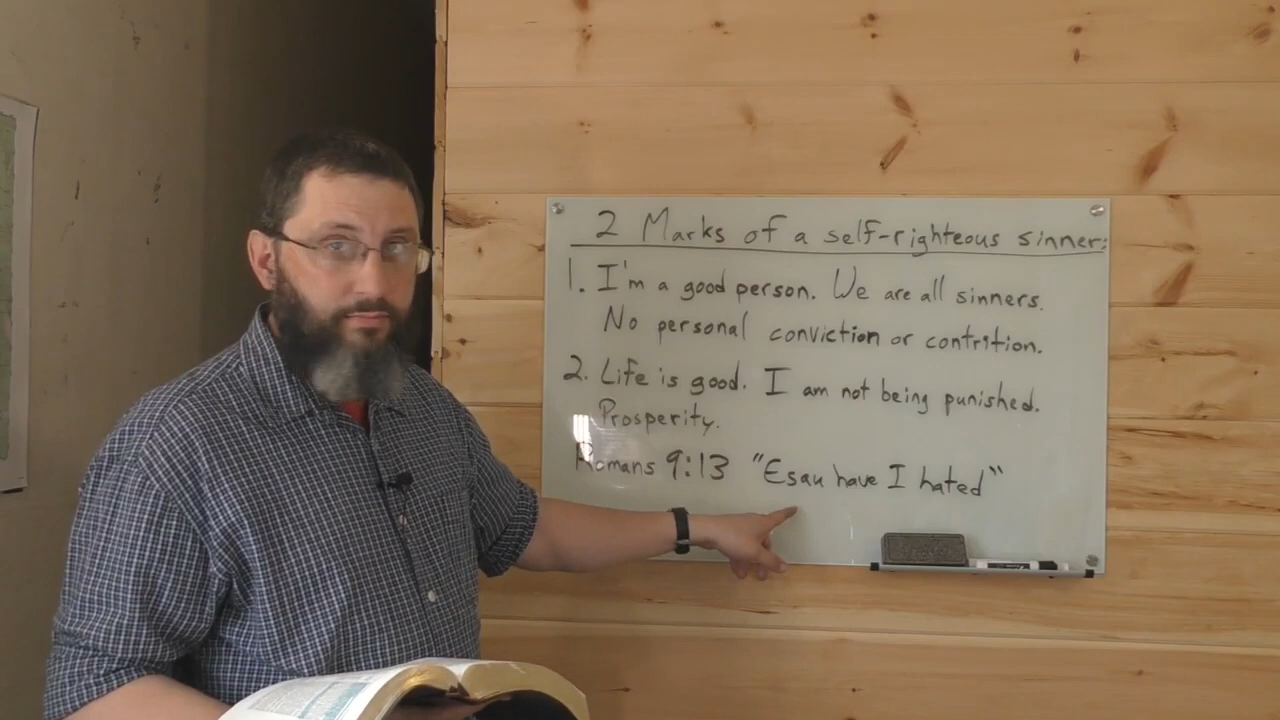 2 Marks of a self-righteous sinner:
1. I'm a good person. We are all sinners.
No personal conviction or contrition.
2. Life is good. I am not being punished.
Prosperity.
Romans 9:13 "Esau have I hated"